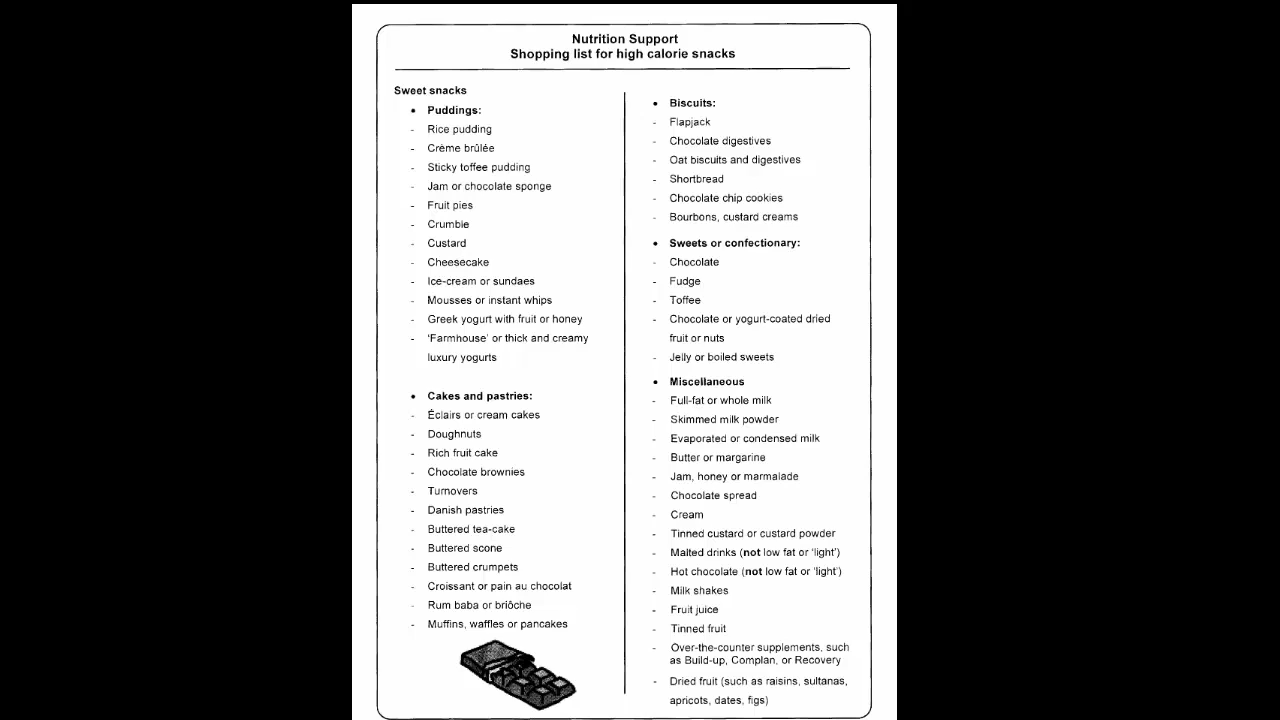 Nutrition Support
Shopping list for high calorie snacks
Sweet snacks
• Puddings:
- Rice pudding
- Crème brûlée
- Sticky toffee pudding
- Jam or chocolate sponge
- Fruit pies
- Crumble
- Custard
- Cheesecake
- Ice-cream or sundaes
- Mousses or instant whips
- Greek yogurt with fruit or honey
- 'Farmhouse' or thick and creamy
luxury yogurts
• Cakes and pastries:
- Éclairs or cream cakes
- Doughnuts
- Rich fruit cake
- Chocolate brownies
- Turnovers
- Danish pastries
- Buttered tea-cake
- Buttered scone
- Buttered crumpets
- Croissant or pain au chocolat
- Rum baba or briôche
- Muffins, waffles or pancakes
• Biscuits:
- Flapjack
- Chocolate digestives
- Oat biscuits and digestives
- Shortbread
- Chocolate chip cookies
- Bourbons, custard creams
• Sweets or confectionary:
- Chocolate
- Fudge
- Toffee
- Chocolate or yogurt-coated dried
fruit or nuts
- Jelly or boiled sweets
• Miscellaneous
- Full-fat or whole milk
- Skimmed milk powder
- Evaporated or condensed milk
- Butter or margarine
- Jam, honey or marmalade
- Chocolate spread
- Cream
- Tinned custard or custard powder
- Malted drinks (not low fat or 'light')
- Hot chocolate (not low fat or 'light')
- Milk shakes
- Fruit juice
- Tinned fruit
- Over-the-counter supplements, such
as Build-up, Complan, or Recovery
- Dried fruit (such as raisins, sultanas,
apricots, dates, figs)